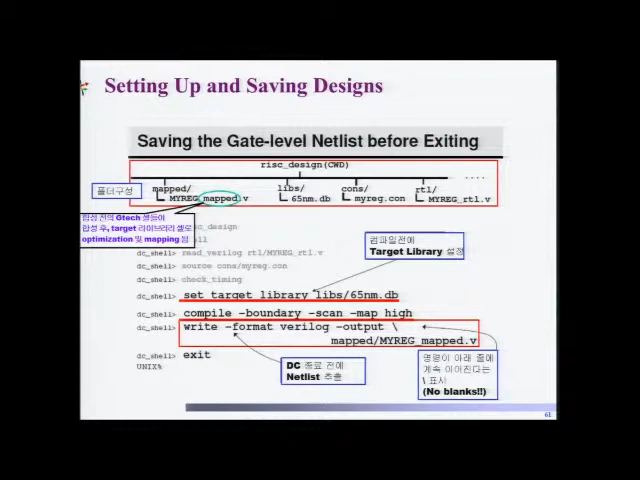 Setting Up and Saving Designs
Saving the Gate-level Netlist before Exiting
risc_design(CWD)
....
폴더구성
mapped/
MYREG_mapped.v
libs/
65nm.db
cons/
myreg.con
rtl/
MYREG_rtl.v
합성 전의 Gtech 셀들이
합성 후, target 라이브러리 셀로
optimization 및 mapping 됨
컴파일전에
Target Library 설정
dc_shell> read_verilog rtl/MYREG_rtl.v
dc_shell> source cons/myreg.con
dc_shell> check_timing
dc_shell> set target_library libs/65nm.db
dc_shell> compile -boundary -scan -map high
dc_shell> write -format verilog -output \
mapped/MYREG_mapped.v
dc_shell> exit
UNIX%
DC 종료 전에
Netlist 추출
명령이 아래 줄에
계속 이어진다는
\ 표시
(No blanks!!)
61